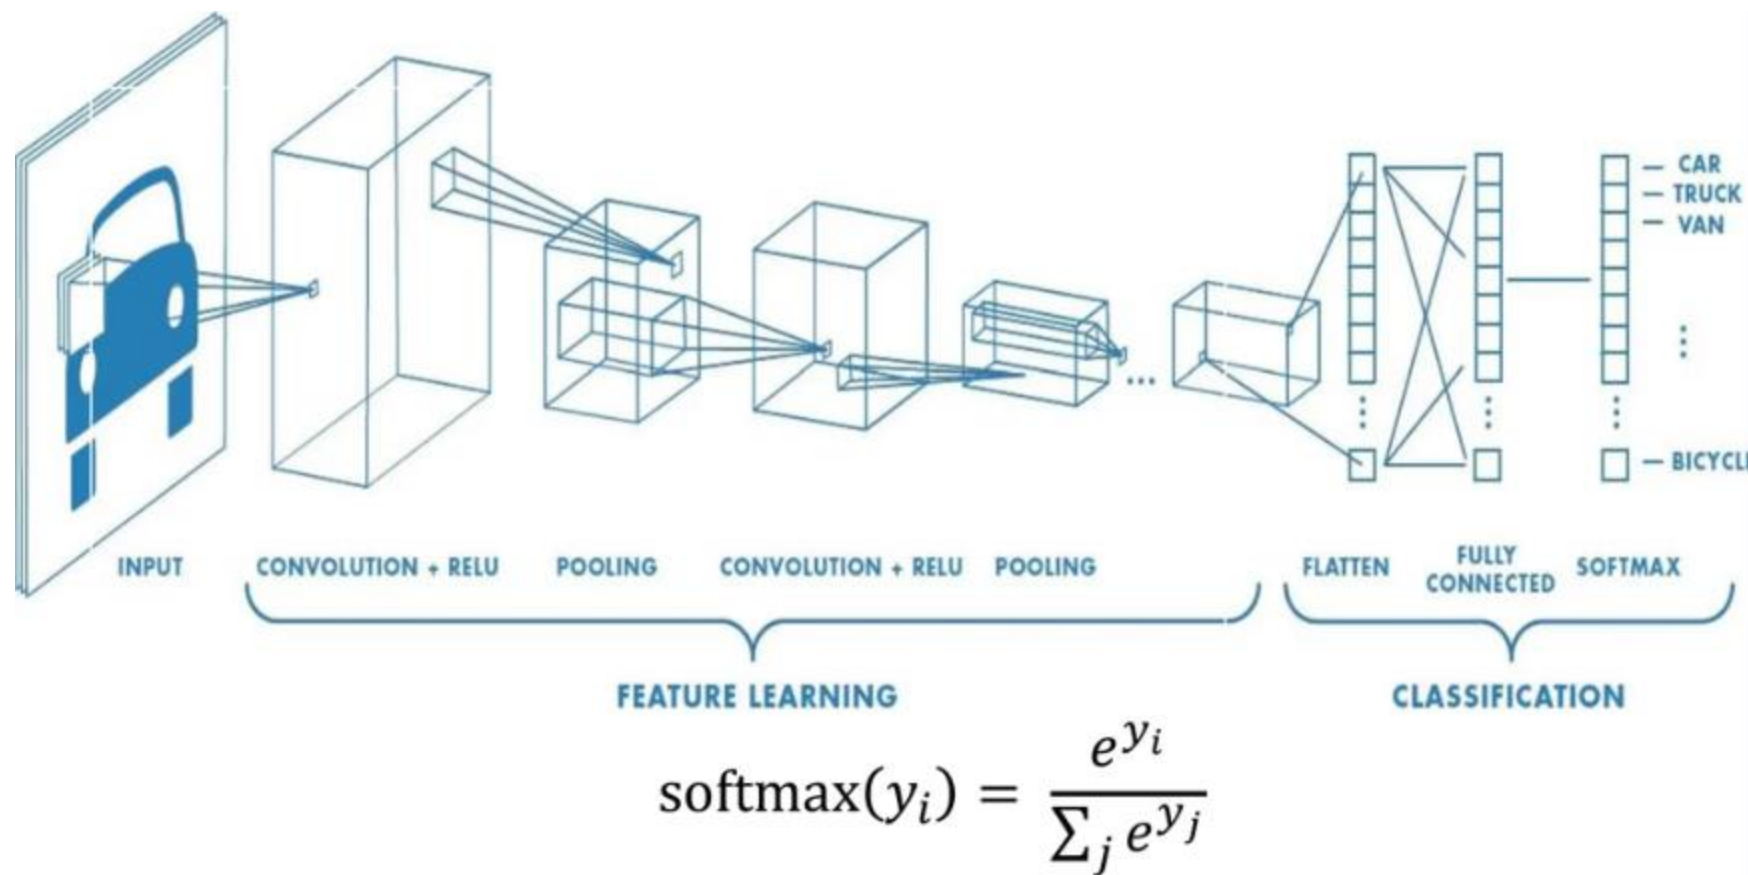 CAR
TRUCK
VAN
BICYCL
INPUT
CONVOLUTION + RELU
POOLING
CONVOLUTION + RELU
POOLING
FLATTEN
FULLY
CONNECTED
SOFTMAX
FEATURE LEARNING
CLASSIFICATION
softmax(yᵢ) = e^{yᵢ} / ∑ⱼ e^{yⱼ}